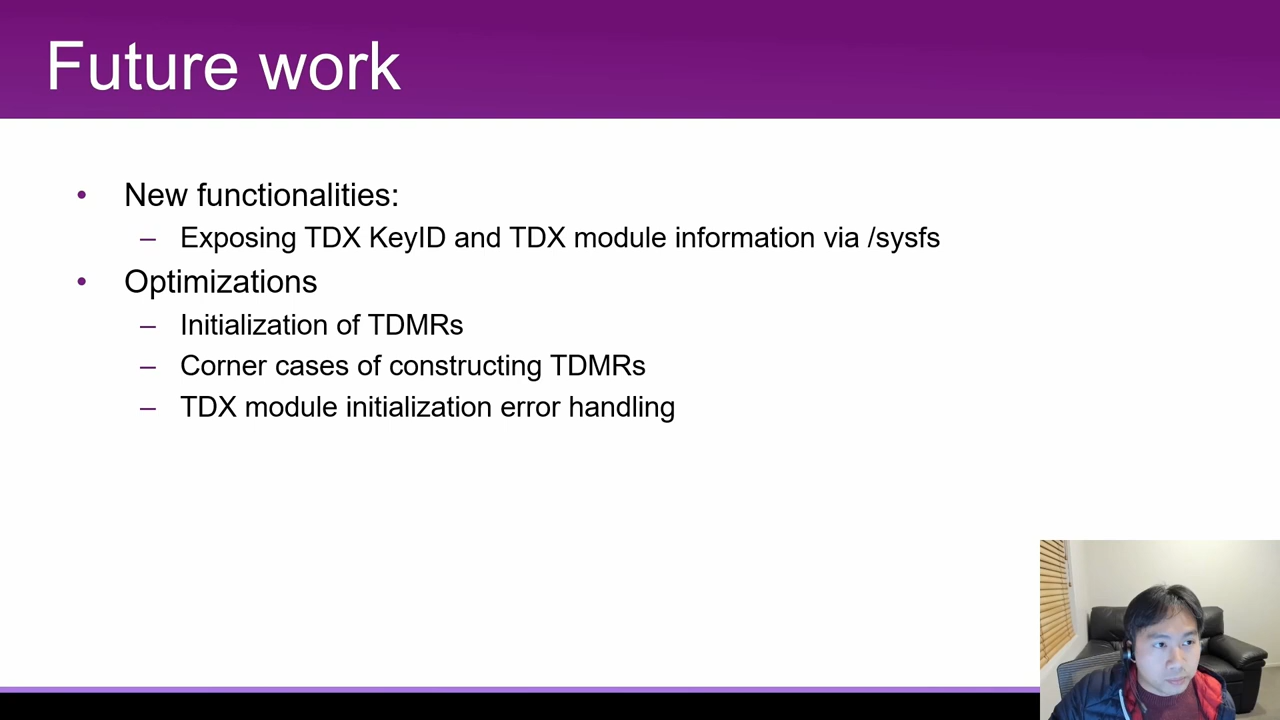 Future work
• New functionalities:
– Exposing TDX KeyID and TDX module information via /sysfs
• Optimizations
– Initialization of TDMRs
– Corner cases of constructing TDMRs
– TDX module initialization error handling